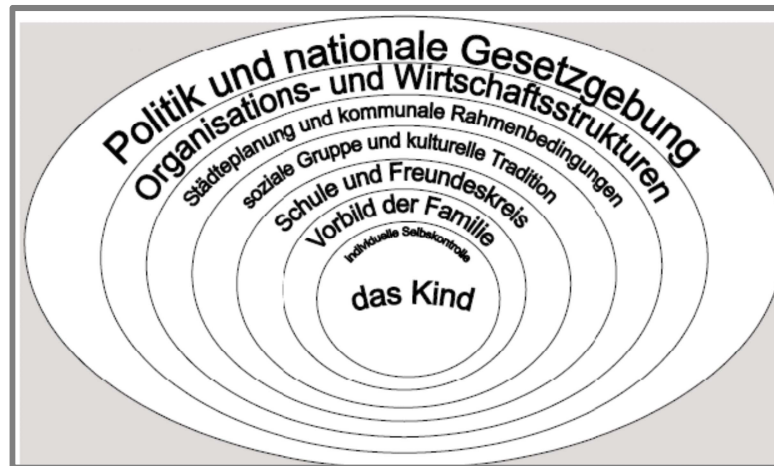 Politik und nationale Gesetzgebung
Organisations- und Wirtschaftsstrukturen
Städteplanung und kommunale Rahmenbedingungen
soziale Gruppe und kulturelle Tradition
Schule und Freundeskreis
Vorbild der Familie
individuelle Selbskontrolle
das Kind